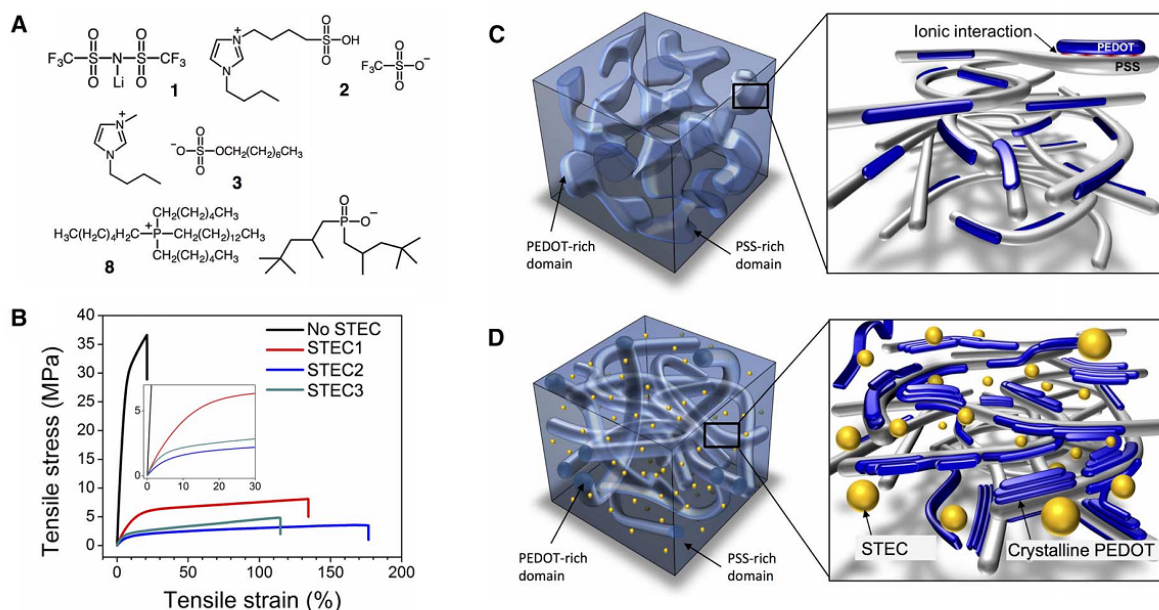 A
F₃C
S
O
O
N
Li
S
O
O
CF₃
1
N
+
N
O
S
O
OH
2
F₃C
O
S
O
O⁻
N
+
N
⁻O
O
S
O
OCH₂(CH₂)₆CH₃
3
CH₂(CH₂)₄CH₃
H₃C(H₂C)₄H₂C
+
P
CH₂(CH₂)₁₂CH₃
CH₂(CH₂)₄CH₃
8
O
P
O⁻
B
Tensile stress (MPa)
40
35
30
25
20
15
10
5
0
No STEC
STEC1
STEC2
STEC3
5
0
0 10 20 30
0 50 100 150 200
Tensile strain (%)
C
PEDOT-rich
domain
PSS-rich
domain
Ionic interaction
PEDOT
PSS
D
PEDOT-rich
domain
PSS-rich
domain
STEC
Crystalline PEDOT